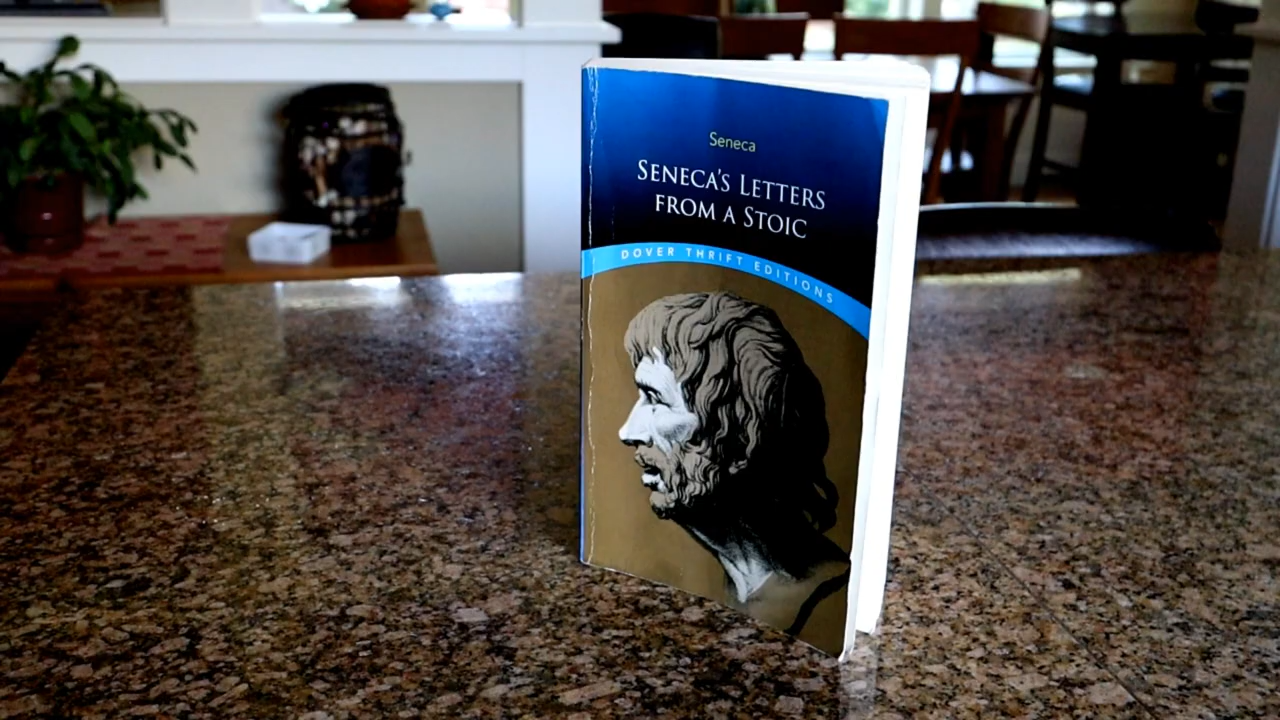 Seneca
SENECA'S LETTERS
FROM A STOIC
DOVER THRIFT EDITIONS